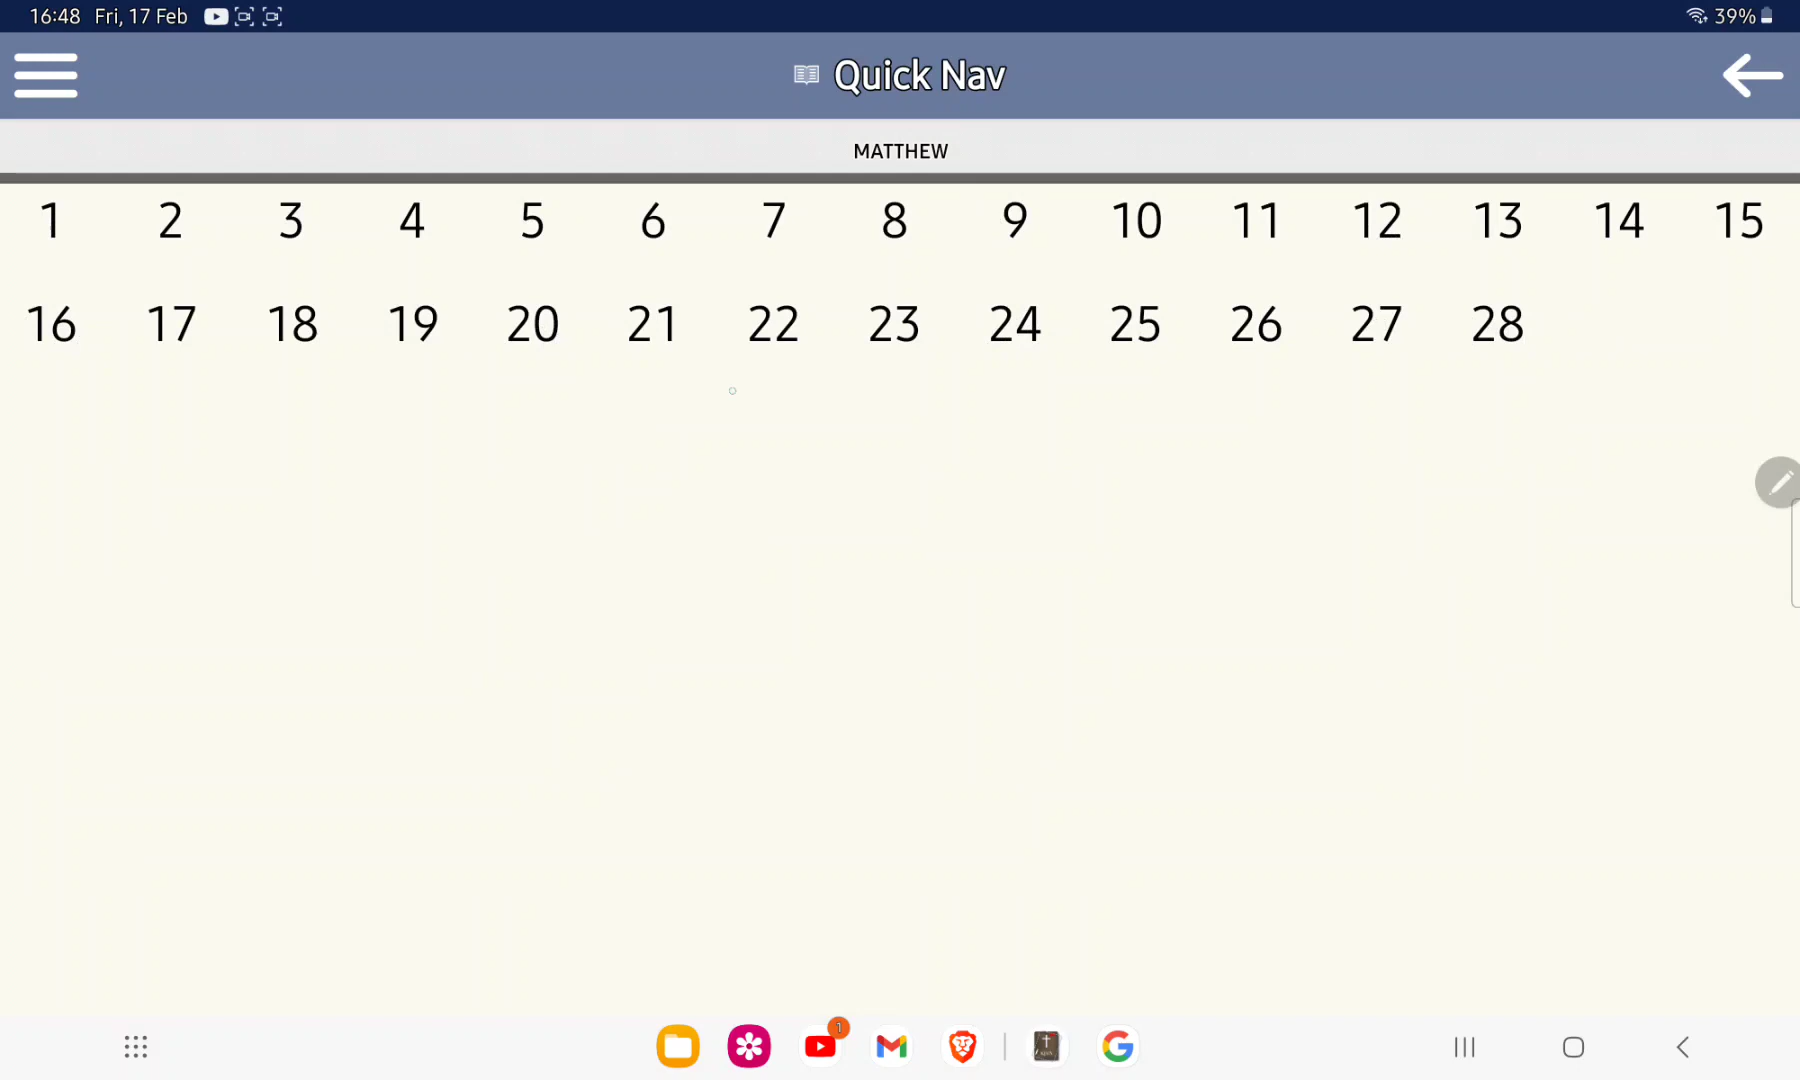 16:48 Fri, 17 Feb 39%
Quick Nav
MATTHEW
1 2 3 4 5 6 7 8 9 10 11 12 13 14 15
16 17 18 19 20 21 22 23 24 25 26 27 28
1